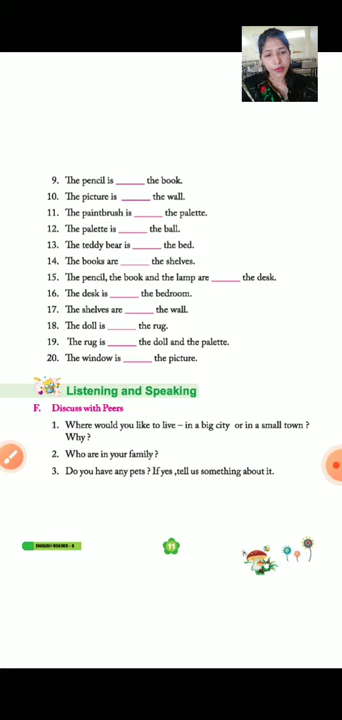 9. The pencil is ______ the book.
10. The picture is ______ the wall.
11. The paintbrush is ______ the palette.
12. The palette is ______ the ball.
13. The teddy bear is ______ the bed.
14. The books are ______ the shelves.
15. The pencil, the book and the lamp are ______ the desk.
16. The desk is ______ the bedroom.
17. The shelves are ______ the wall.
18. The doll is ______ the rug.
19. The rug is ______ the doll and the palette.
20. The window is ______ the picture.
Listening and Speaking
F. Discuss with Peers
1. Where would you like to live – in a big city or in a small town ?
Why ?
2. Who are in your family ?
3. Do you have any pets ? If yes ,tell us something about it.
ENGLISH READER - 5
11